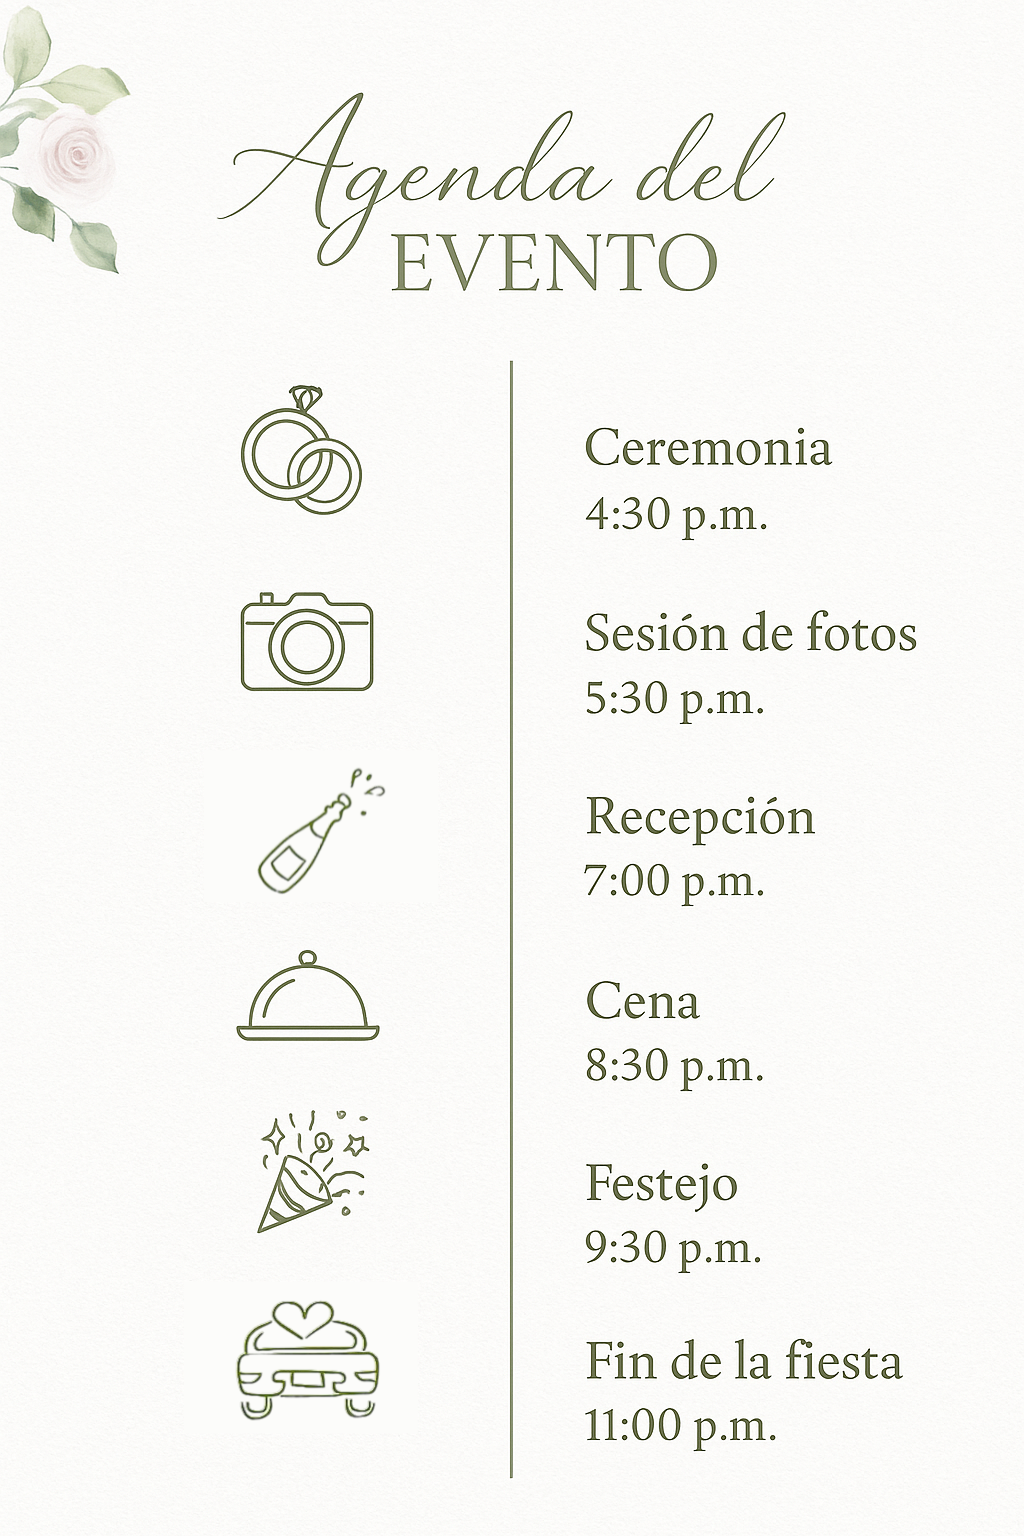 Agenda del
EVENTO
Ceremonia
4:30 p.m.
Sesión de fotos
5:30 p.m.
Recepción
7:00 p.m.
Cena
8:30 p.m.
Festejo
9:30 p.m.
Fin de la fiesta
11:00 p.m.